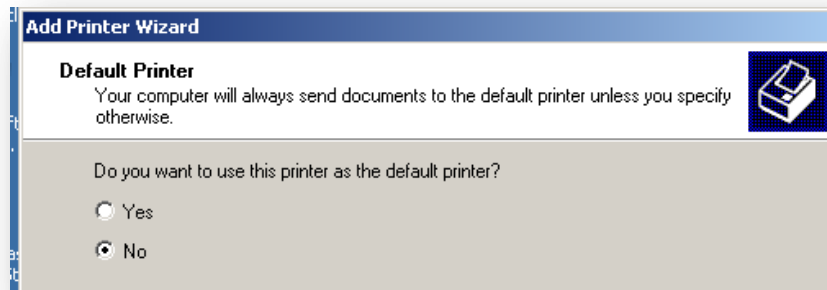 Add Printer Wizard
Default Printer
Your computer will always send documents to the default printer unless you specify
otherwise.
Do you want to use this printer as the default printer?
Yes
No